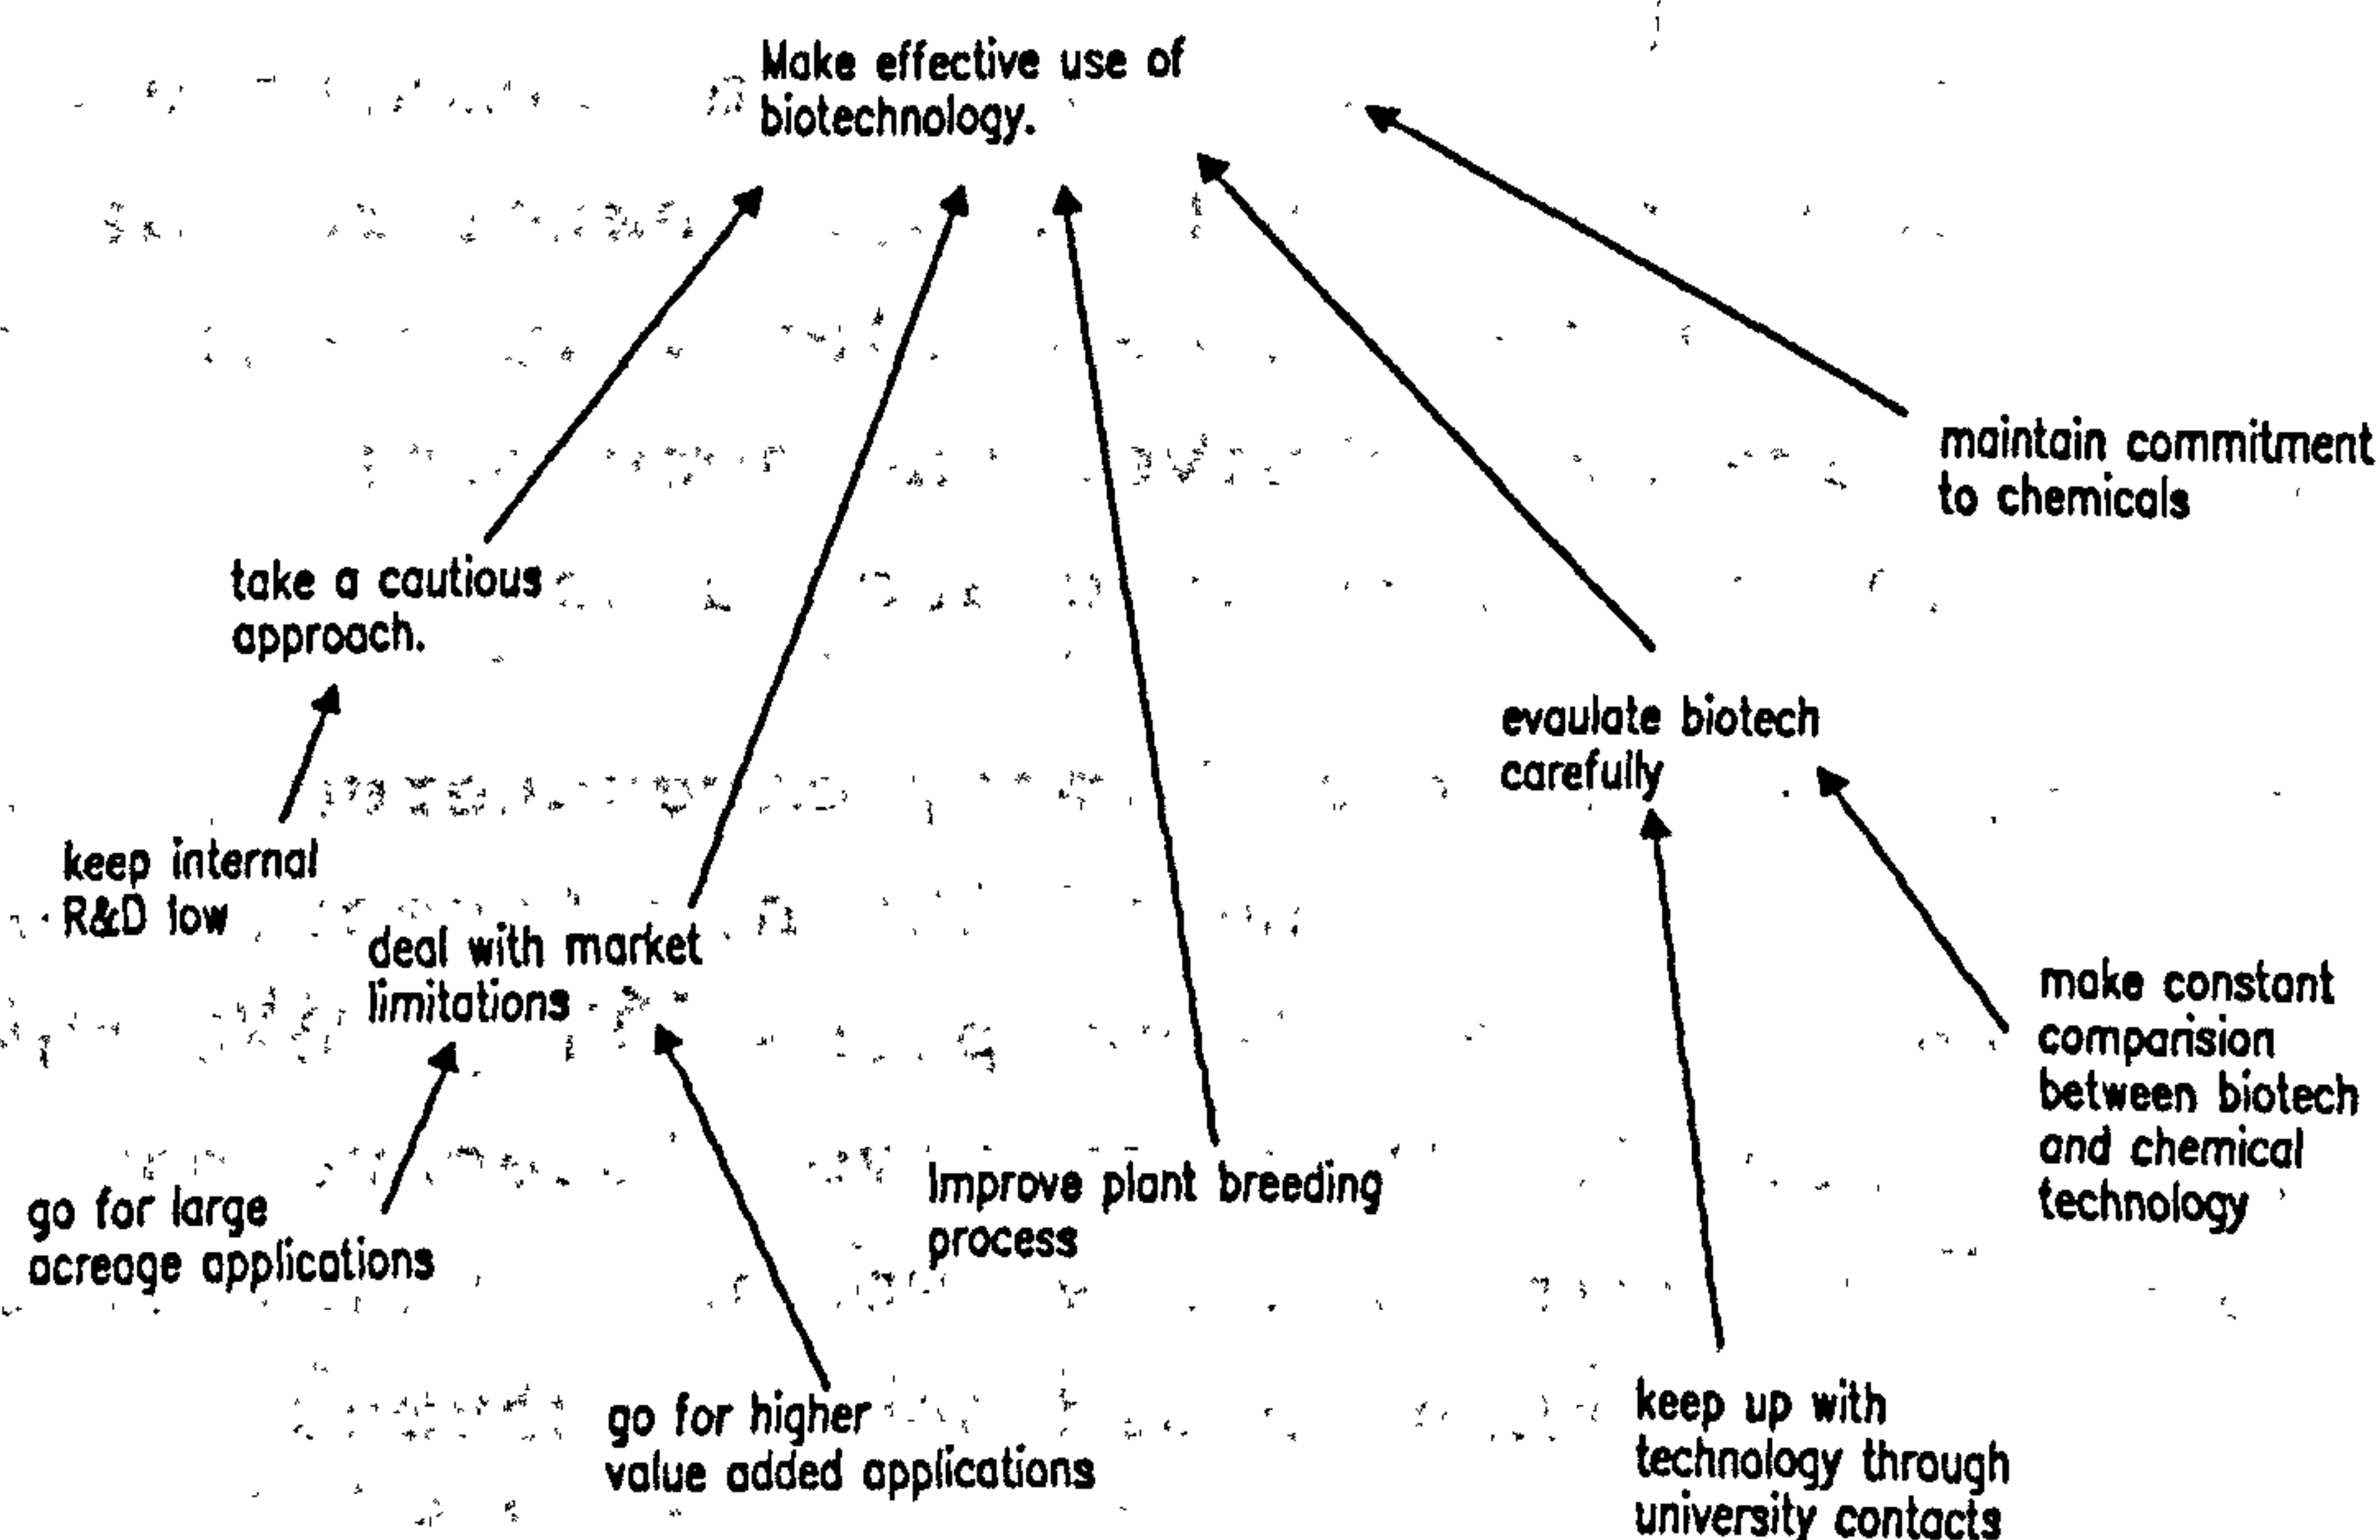 Make effective use of
biotechnology.
maintain commitment
to chemicals
take a cautious
approach.
evaulate biotech
carefully
keep internal
R&D low
deal with market
limitations
make constant
comparision
between biotech
and chemical
technology
Improve plant breeding
process
go for large
acreage applications
go for higher
value added applications
keep up with
technology through
university contacts